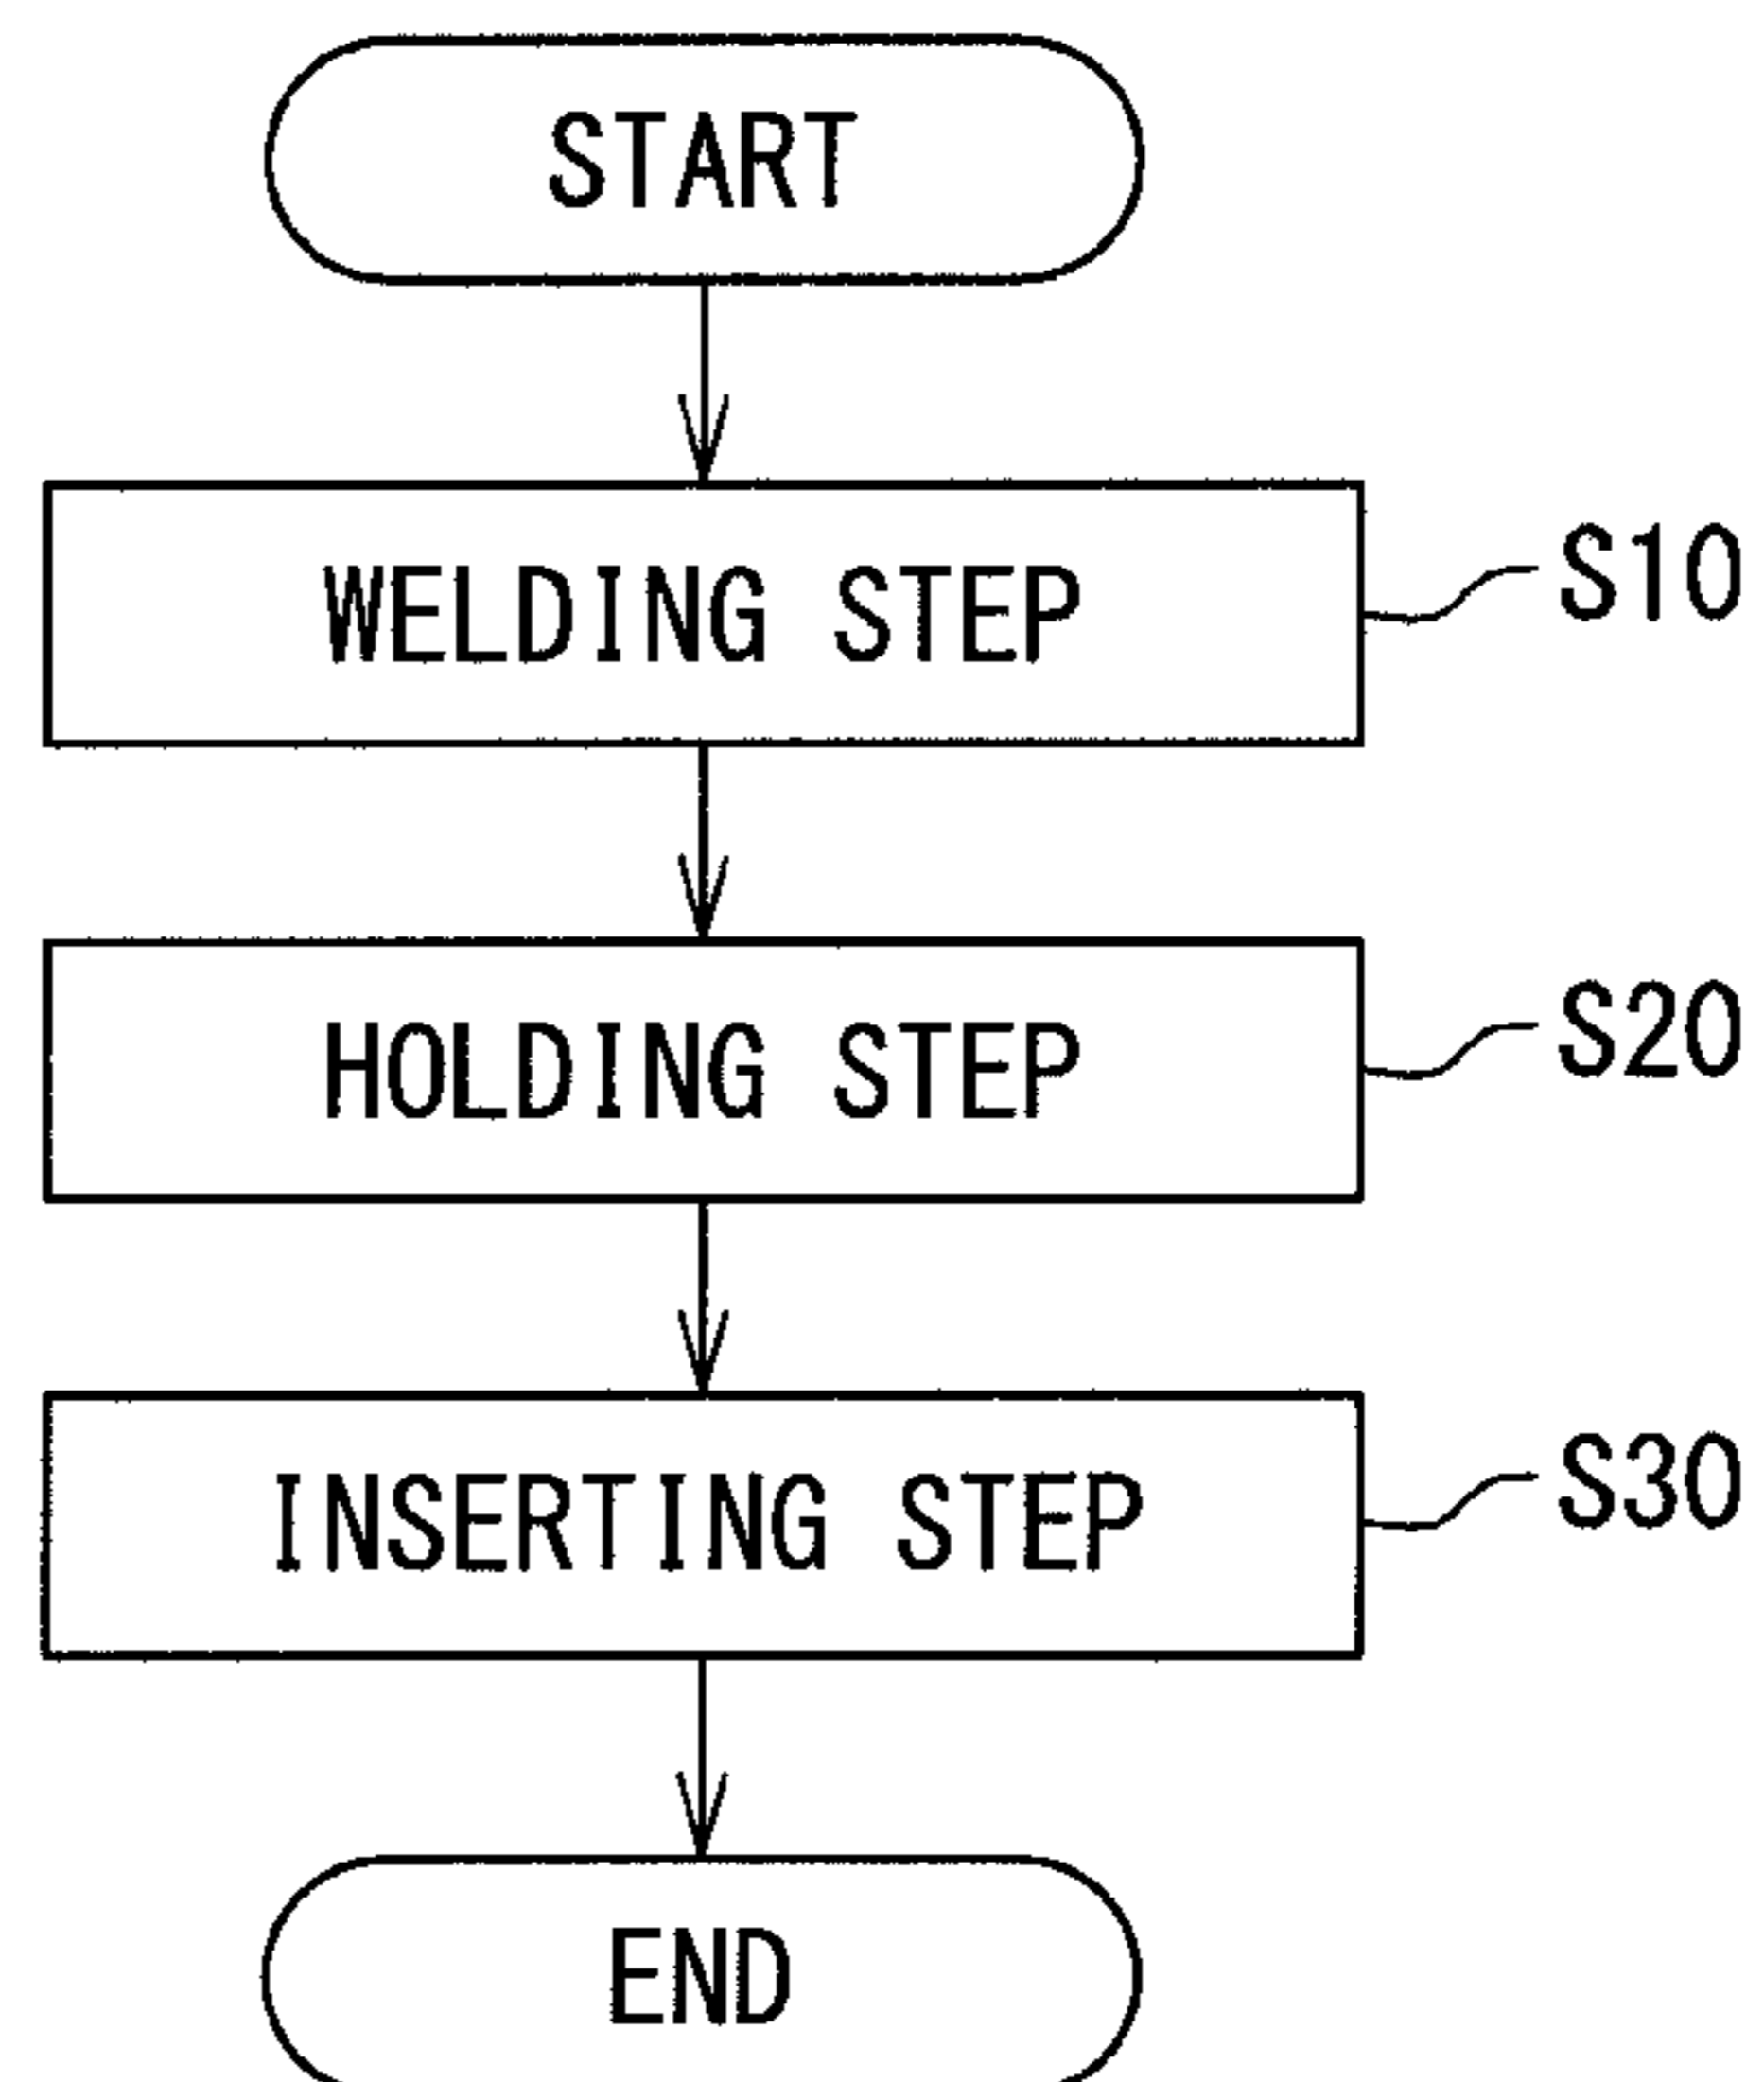 START
WELDING STEP
S10
HOLDING STEP
S20
INSERTING STEP
S30
END